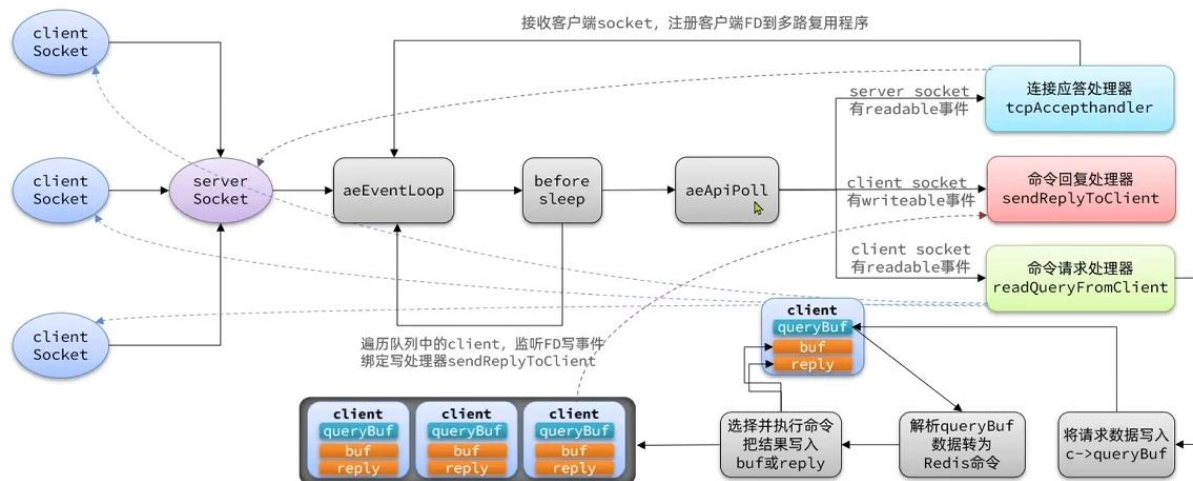 接收客户端socket，注册客户端FD到多路复用程序
client
Socket
连接应答处理器
tcpAccepthandler
server socket
有readable事件
client
Socket
server
Socket
aeEventLoop
before
sleep
aeApiPoll
client socket
有writeable事件
命令回复处理器
sendReplyToClient
client socket
有readable事件
命令请求处理器
readQueryFromClient
client
Socket
遍历队列中的client，监听FD写事件
绑定写处理器sendReplyToClient
client
queryBuf
buf
reply
client
queryBuf
buf
reply
client
queryBuf
buf
reply
client
queryBuf
buf
reply
选择并执行命令
把结果写入
buf或reply
解析queryBuf
数据转为
Redis命令
将请求数据写入
c->queryBuf